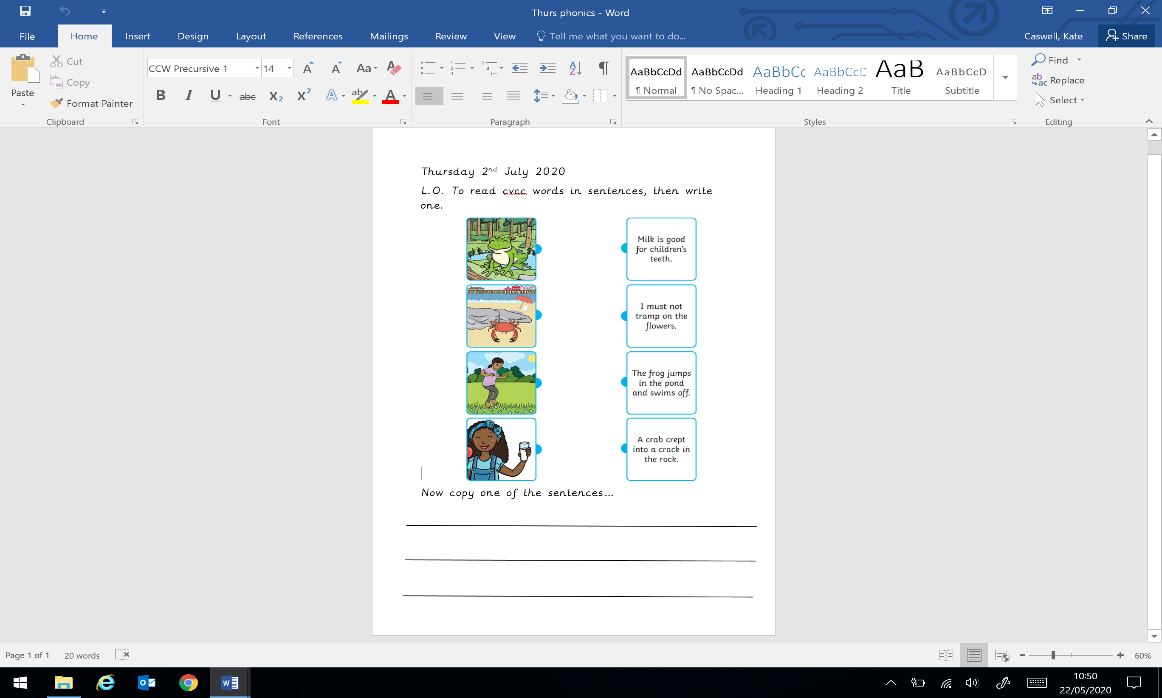 Thurs phonics - Word
File Home Insert Design Layout References Mailings Review View Tell me what you want to do... Caswell, Kate Share
Paste
Cut
Copy
Format Painter
Clipboard
CCW Precursive 1 14
Font
Paragraph
AaBbCcDd AaBbCcDd AaBbCc AaBbCcD AaB AaBbCcD
¶ Normal ¶ No Spac... Heading 1 Heading 2 Title Subtitle
Styles
Find
Replace
Select
Editing
Thursday 2nd July 2020
L.O. To read cvcc words in sentences, then write
one.
Milk is good
for children's
teeth.
I must not
tramp on the
flowers.
The frog jumps
in the pond
and swims off.
A crab crept
into a crack in
the rock.
Now copy one of the sentences...
Page 1 of 1 20 words 60%
10:50
22/05/2020